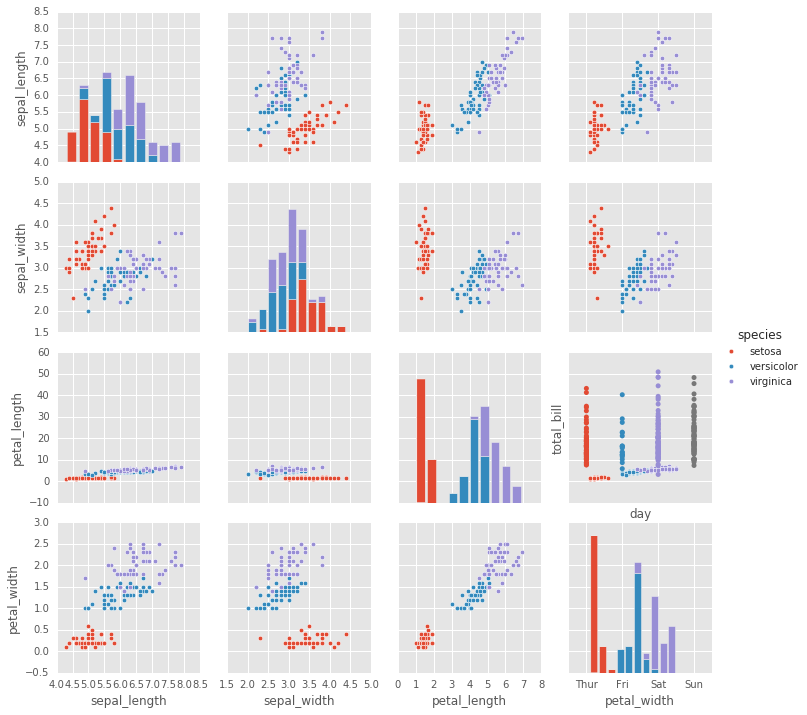 sepal_length
8.5
8.0
7.5
7.0
6.5
6.0
5.5
5.0
4.5
4.0
sepal_width
5.0
4.5
4.0
3.5
3.0
2.5
2.0
1.5
petal_length
60
50
40
30
20
10
0
−10
total_bill
day
species
setosa
versicolor
virginica
petal_width
3.0
2.5
2.0
1.5
1.0
0.5
0.0
−0.5
4.0 4.5 5.0 5.5 6.0 6.5 7.0 7.5 8.0 8.5
1.5 2.0 2.5 3.0 3.5 4.0 4.5 5.0
0 1 2 3 4 5 6 7 8
Thur Fri Sat Sun
sepal_length
sepal_width
petal_length
petal_width